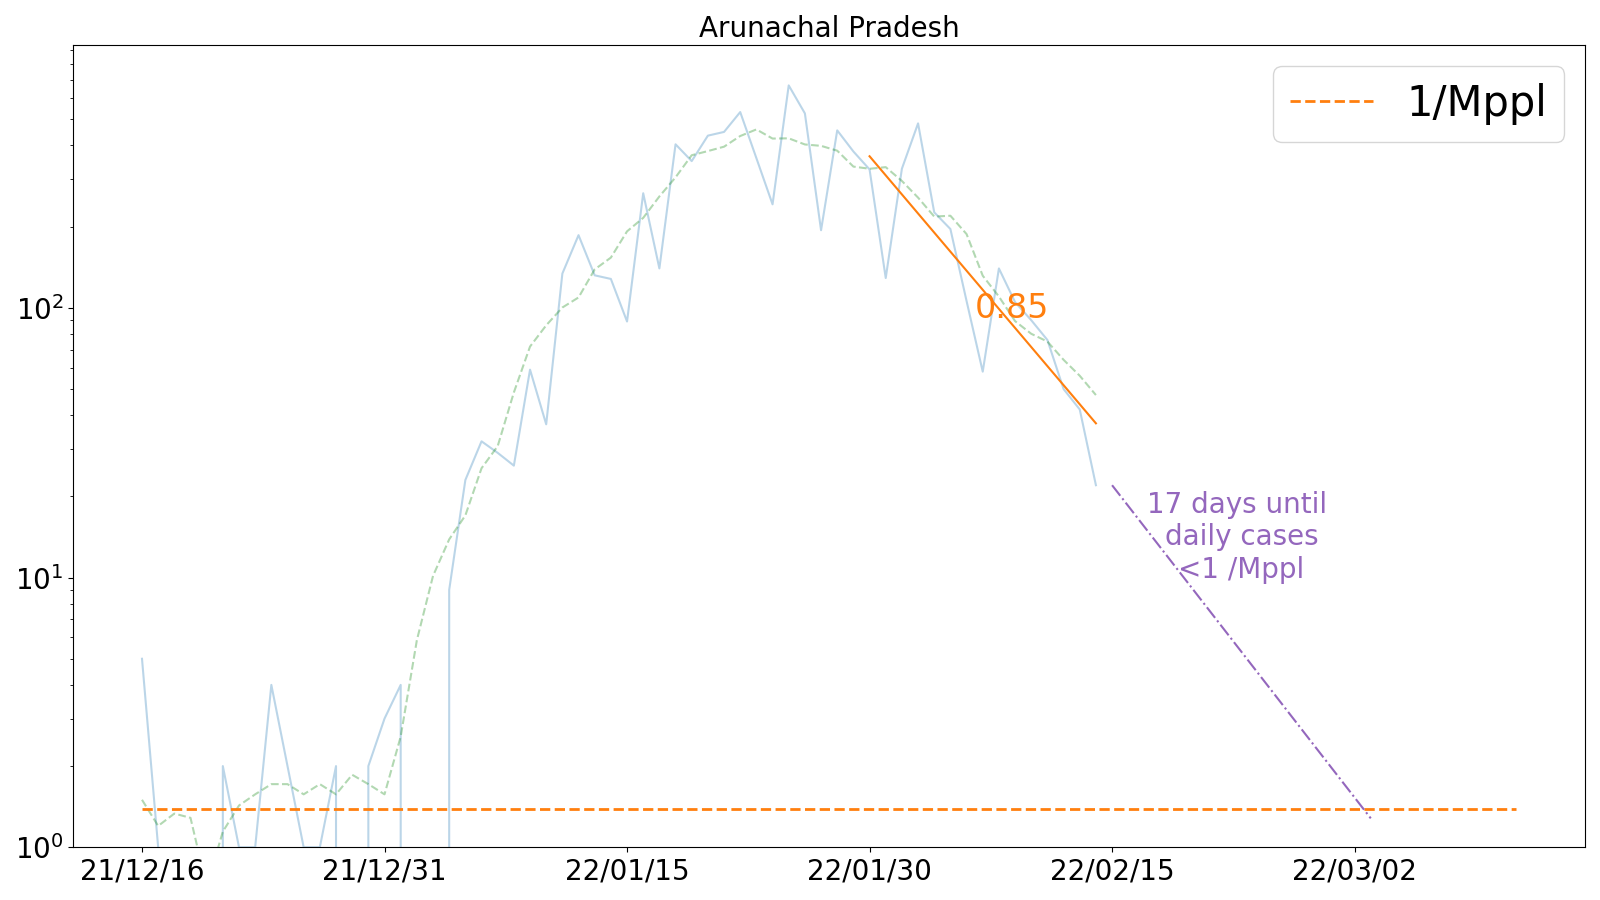 Arunachal Pradesh
1/Mppl
10²
0.85
17 days until
daily cases
<1 /Mppl
10¹
10⁰
21/12/16 21/12/31 22/01/15 22/01/30 22/02/15 22/03/02